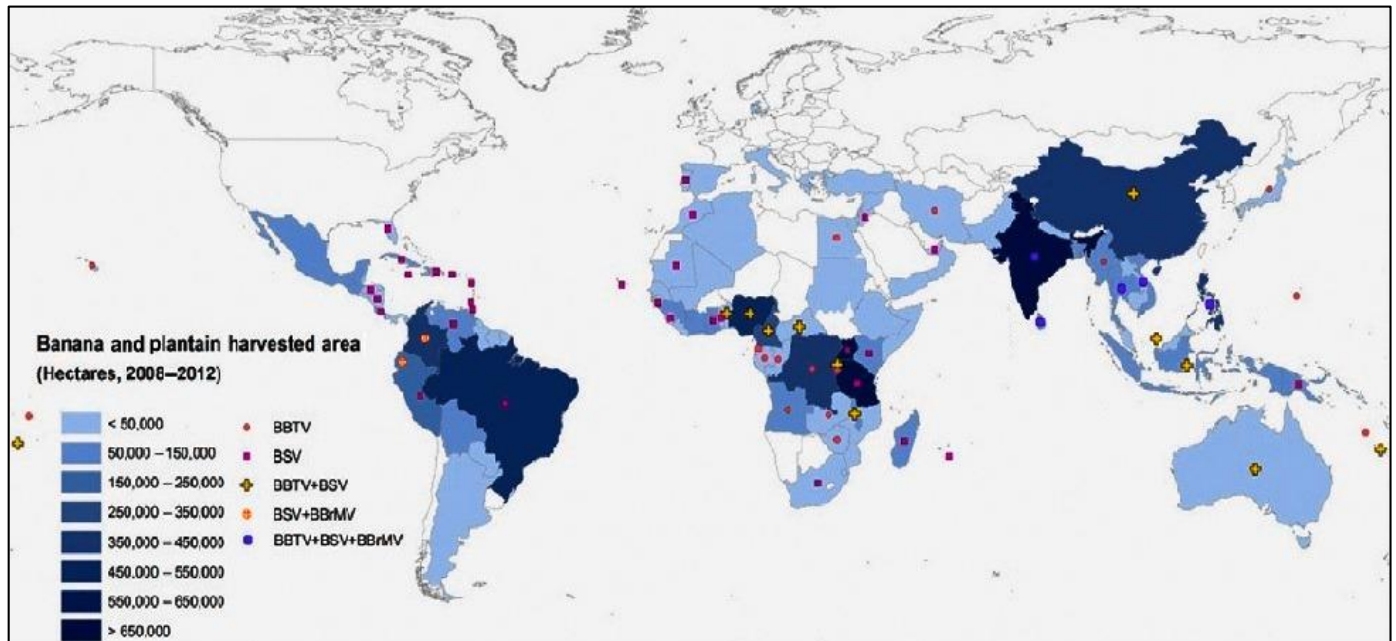 Banana and plantain harvested area
(Hectares, 2008–2012)
< 50,000
50,000 – 150,000
150,000 – 250,000
250,000 – 350,000
350,000 – 450,000
450,000 – 550,000
550,000 – 650,000
> 650,000
BBTV
BSV
BBTV+BSV
BSV+BBrMV
BBTV+BSV+BBrMV